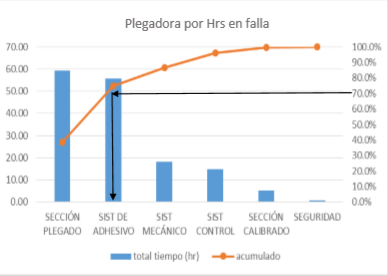 Plegadora por Hrs en falla
70.00
60.00
50.00
40.00
30.00
20.00
10.00
0.00
100.0%
90.0%
80.0%
70.0%
60.0%
50.0%
40.0%
30.0%
20.0%
10.0%
0.0%
SECCIÓN PLEGADO
SIST DE ADHESIVO
SIST MECÁNICO
SIST CONTROL
SECCIÓN CALIBRADO
SEGURIDAD
total tiempo (hr)
acumulado